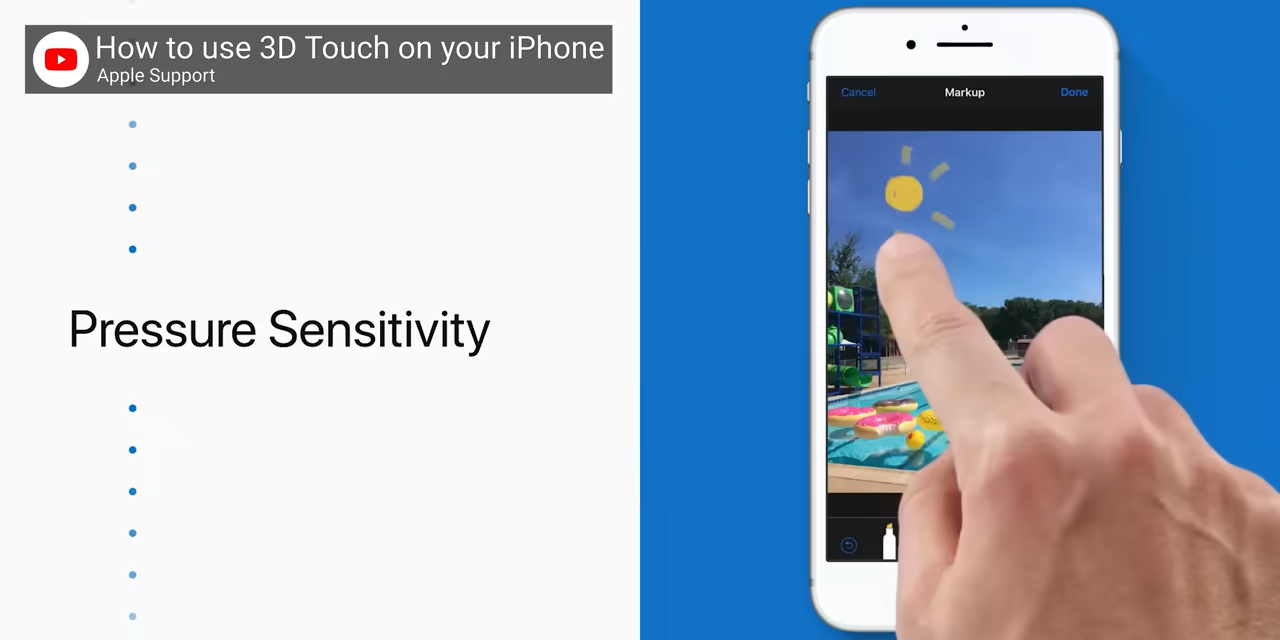 How to use 3D Touch on your iPhone
Apple Support
Pressure Sensitivity
Cancel
Markup
Done